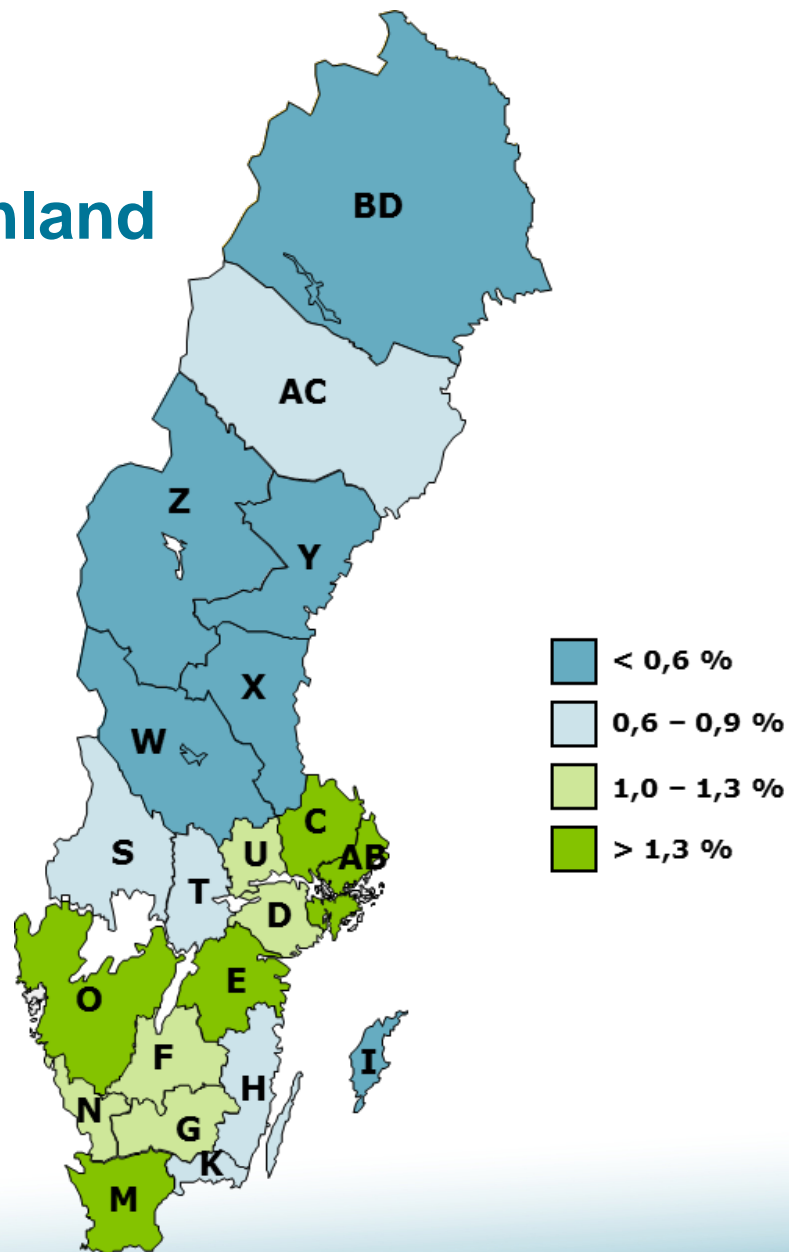 nland
BD
AC
Z
Y
X
W
< 0,6 %
0,6 – 0,9 %
1,0 – 1,3 %
> 1,3 %
C
S
U
AB
T
D
E
O
F
I
H
N
G
K
M